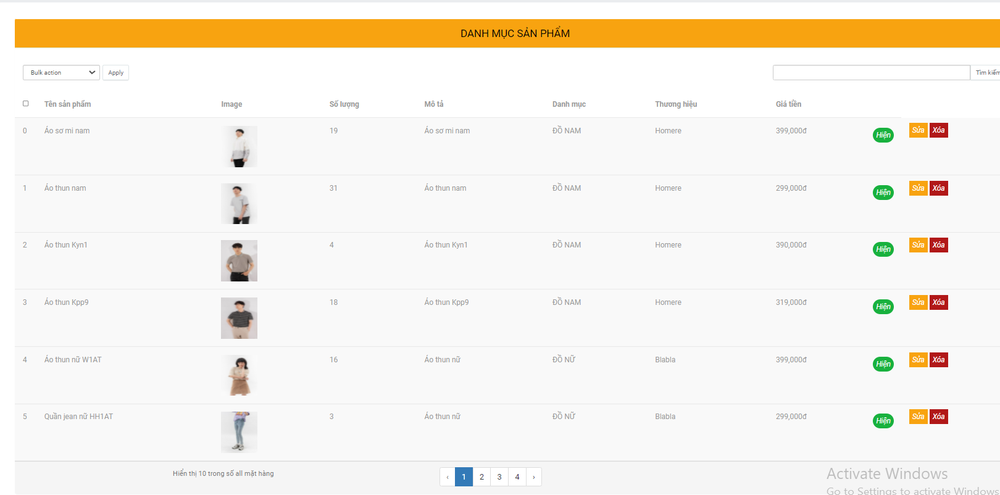 DANH MỤC SẢN PHẨM
Bulk action Apply Tìm kiếm
Tên sản phẩm Image Số lượng Mô tả Danh mục Thương hiệu Giá tiền
0 Áo sơ mi nam 19 Áo sơ mi nam ĐỒ NAM Homere 399,000đ Hiện Sửa Xóa
1 Áo thun nam 31 Áo thun nam ĐỒ NAM Homere 299,000đ Hiện Sửa Xóa
2 Áo thun Kyn1 4 Áo thun Kyn1 ĐỒ NAM Homere 390,000đ Hiện Sửa Xóa
3 Áo thun Kpp9 18 Áo thun Kpp9 ĐỒ NAM Homere 319,000đ Hiện Sửa Xóa
4 Áo thun nữ W1AT 16 Áo thun nữ ĐỒ NỮ Blabla 399,000đ Hiện Sửa Xóa
5 Quần jean nữ HH1AT 3 Áo thun nữ ĐỒ NỮ Blabla 299,000đ Hiện Sửa Xóa
Hiển thị 10 trong số all mặt hàng ‹ 1 2 3 4 ›
Activate Windows
Go to Settings to activate Windows